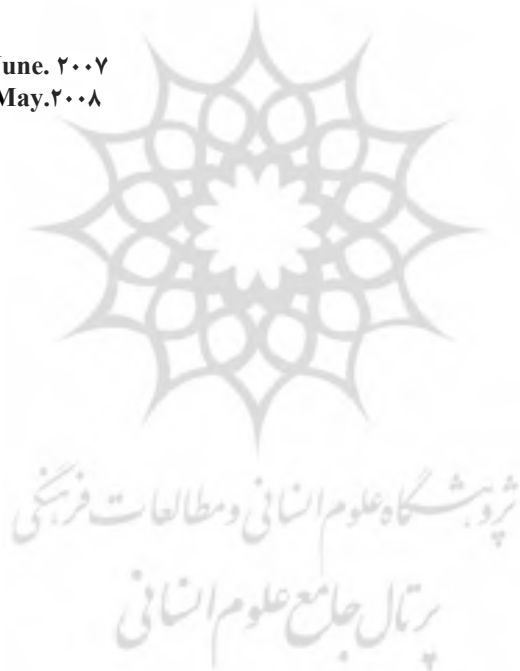 June. ۲۰۰۷
May.۲۰۰۸
پژوهشگاه علوم انسانی و مطالعات فرهنگی
پرتال جامع علوم انسانی